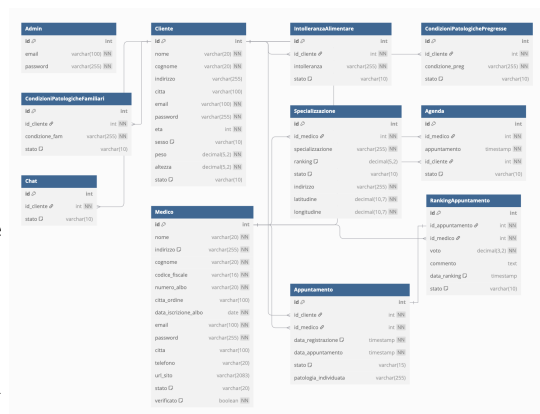 Admin
id int
email varchar(100) NN
password varchar(255) NN
CondizioniPatologicheFamiliari
id int
id_cliente int NN
condizione_fam varchar(255) NN
stato varchar(10)
Chat
id int
id_cliente int NN
stato varchar(10)
Cliente
id int
nome varchar(20) NN
cognome varchar(20) NN
indirizzo varchar(255)
citta varchar(100)
email varchar(100) NN
password varchar(255) NN
eta int NN
sesso varchar(10)
peso decimal(5,2) NN
altezza decimal(5,2) NN
stato varchar(10)
Medico
id int
nome varchar(20) NN
indirizzo varchar(255) NN
cognome varchar(20) NN
codice_fiscale varchar(16) NN
numero_albo varchar(20) NN
citta_ordine varchar(100)
data_iscrizione_albo date NN
email varchar(100) NN
password varchar(255) NN
citta varchar(100)
telefono varchar(20)
url_sito varchar(2083)
stato varchar(20)
verificato boolean NN
IntolleranzaAlimentare
id int
id_cliente int NN
intolleranza varchar(255) NN
stato varchar(10)
Specializzazione
id int
id_medico int NN
specializzazione varchar(255) NN
ranking decimal(5,2)
stato varchar(10)
indirizzo varchar(255) NN
latitudine decimal(10,7)
longitudine decimal(10,7)
Appuntamento
id int
id_cliente int NN
id_medico int NN
data_registrazione timestamp NN
data_appuntamento timestamp NN
stato varchar(15)
patologia_individuata varchar(255)
CondizioniPatologichePregresse
id int
id_cliente int NN
condizione_preg varchar(255) NN
stato varchar(10)
Agenda
id int
id_medico int NN
appuntamento timestamp NN
id_cliente int NN
stato varchar(10)
RankingAppuntamento
id int
id_appuntamento int NN
id_medico int NN
voto decimal(3,2) NN
commento text
data_ranking timestamp
stato varchar(10)